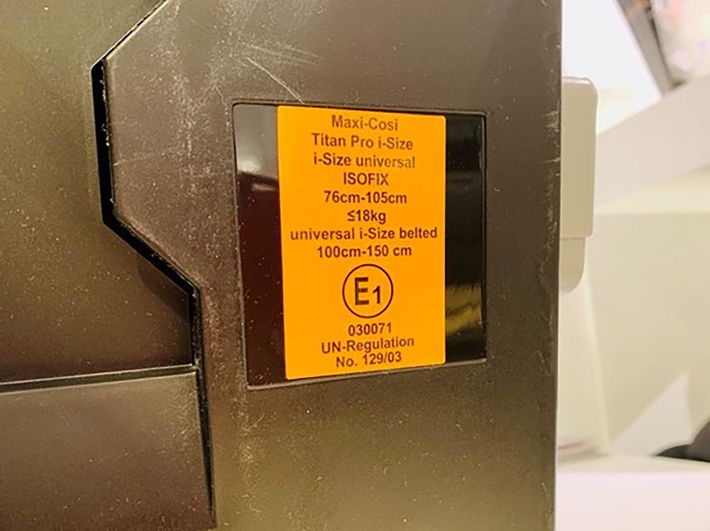 Maxi-Cosi
Titan Pro i-Size
i-Size universal
ISOFIX
76cm-105cm
≤18kg
universal i-Size belted
100cm-150 cm
E1
030071
UN-Regulation
No. 129/03